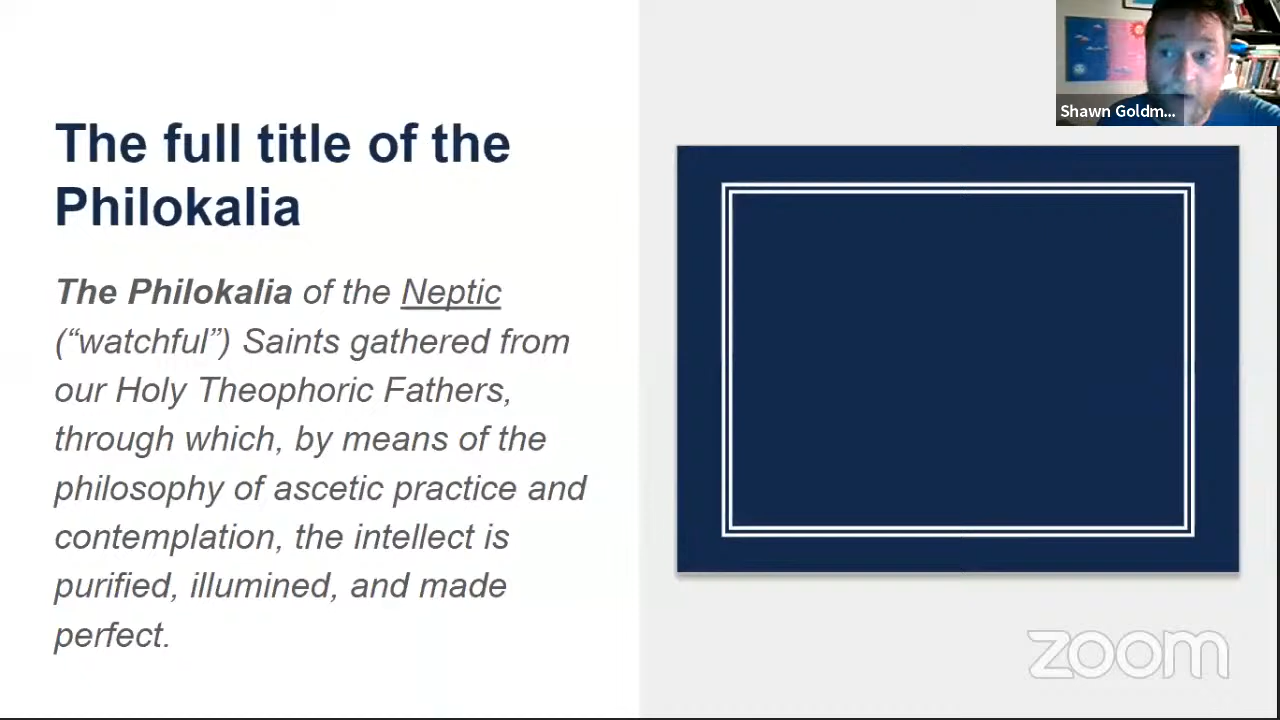 The full title of the
Philokalia
The Philokalia of the Neptic
(“watchful”) Saints gathered from
our Holy Theophoric Fathers,
through which, by means of the
philosophy of ascetic practice and
contemplation, the intellect is
purified, illumined, and made
perfect.
Shawn Goldm...
zoom